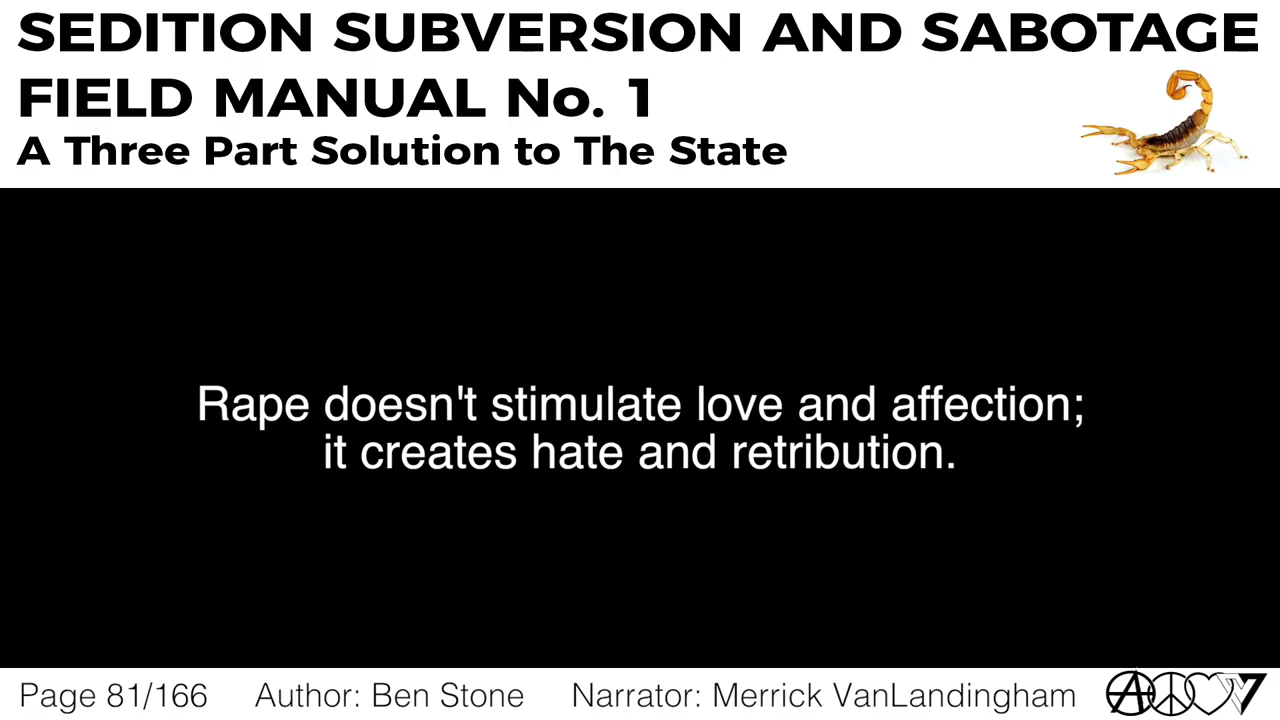 SEDITION SUBVERSION AND SABOTAGE
FIELD MANUAL No. 1
A Three Part Solution to The State
Rape doesn't stimulate love and affection;
it creates hate and retribution.
Page 81/166 Author: Ben Stone Narrator: Merrick VanLandingham